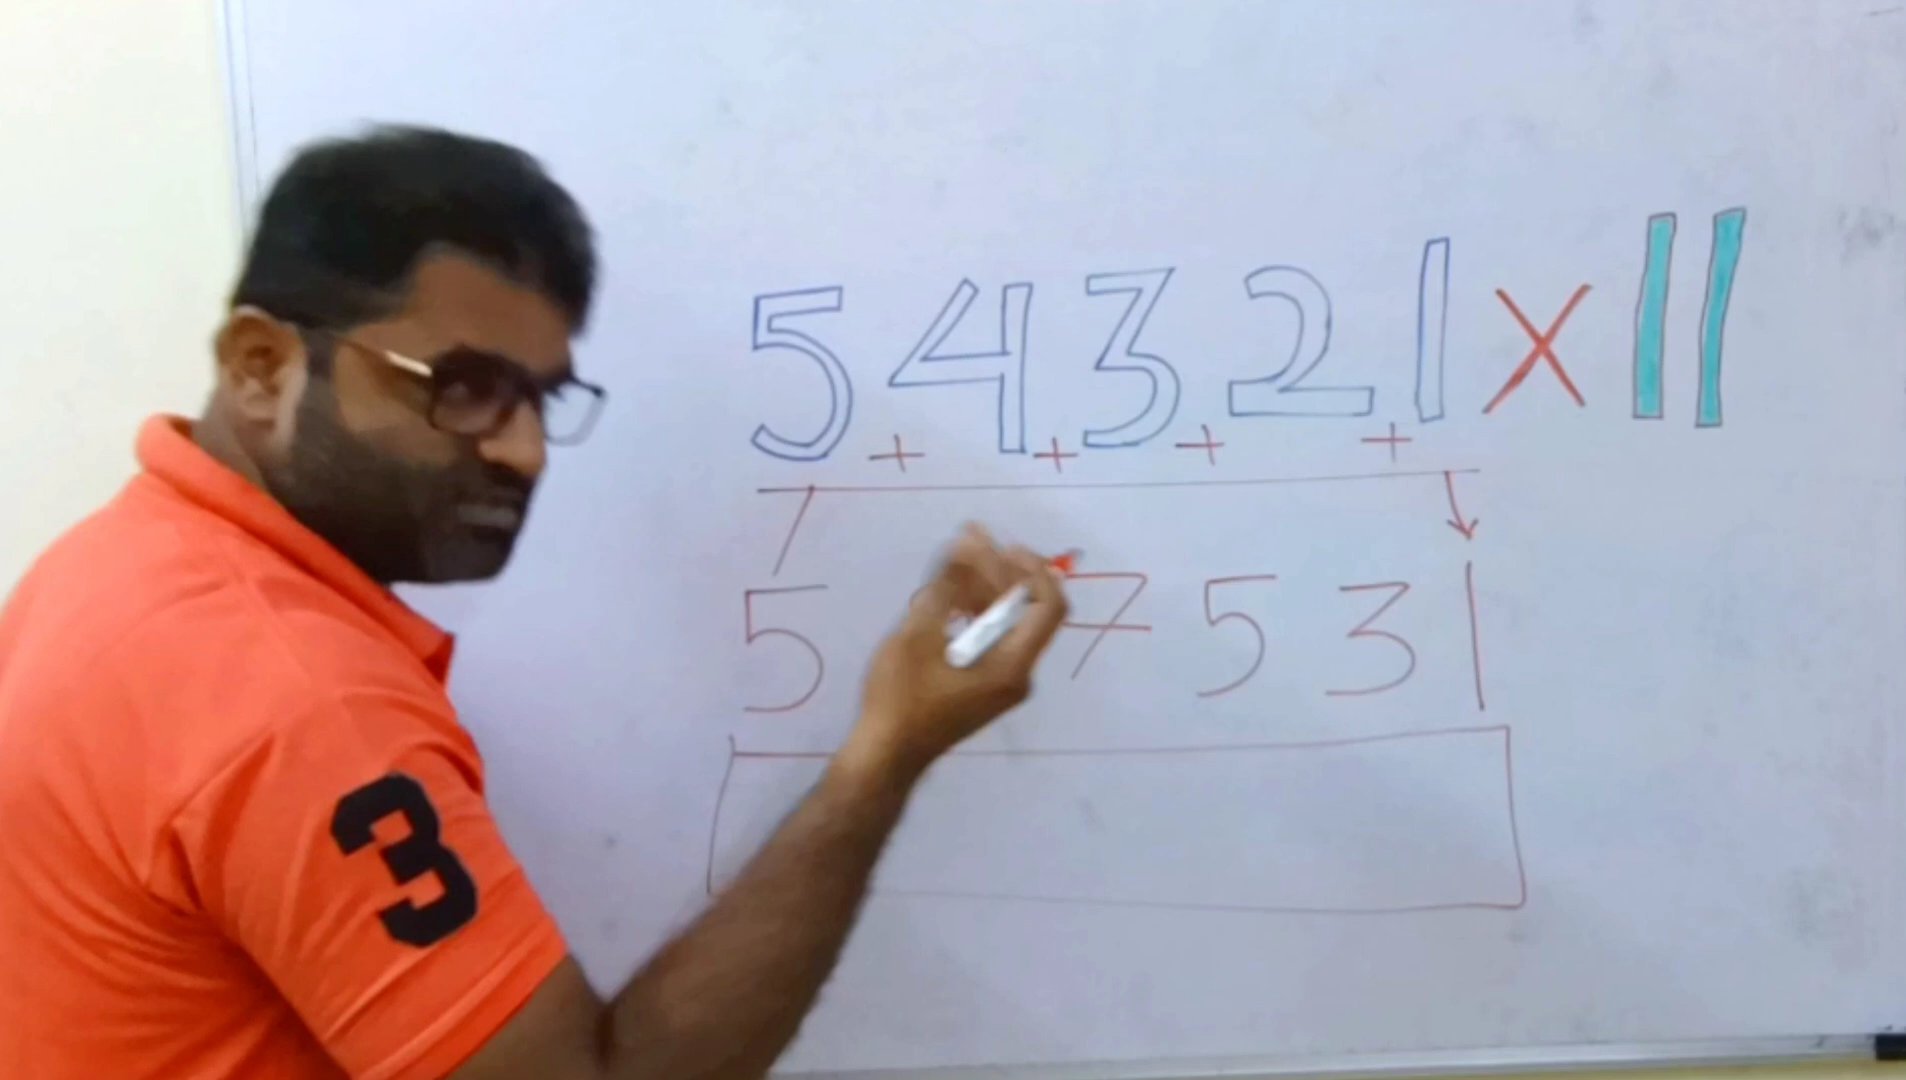 54321×11
+ + + +
5 7531
3